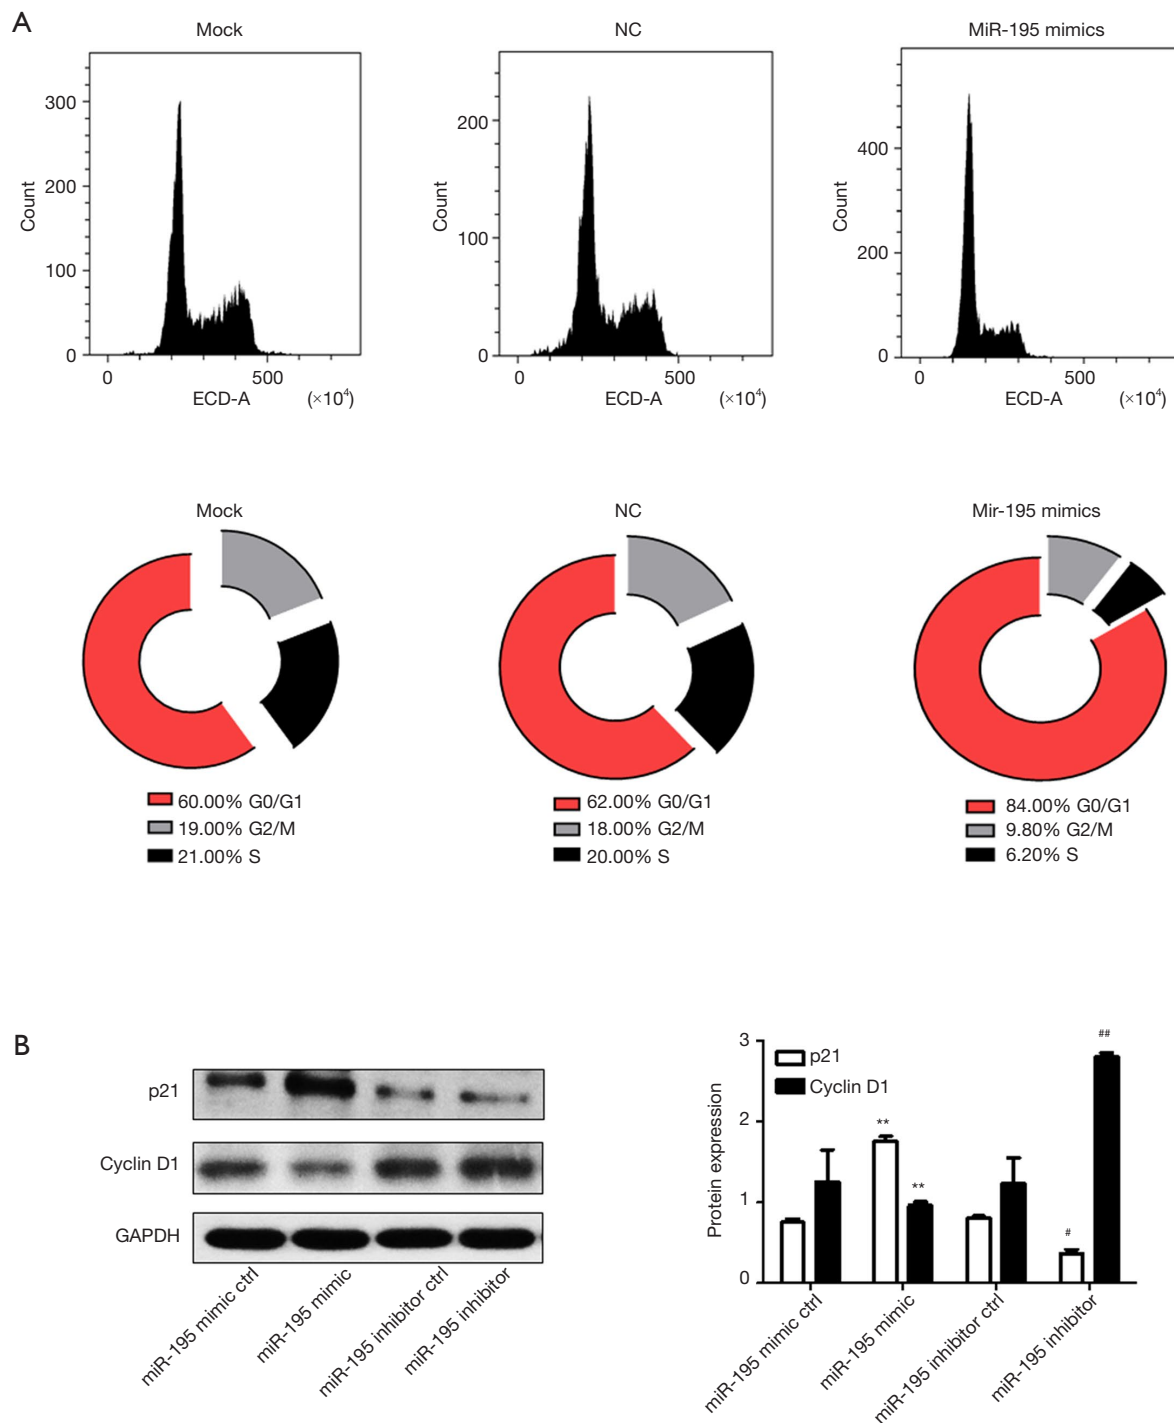 A
Mock
NC
MiR-195 mimics
Count
300
200
100
0
0
500
ECD-A
(×10⁴)
Count
200
100
0
0
500
ECD-A
(×10⁴)
Count
400
200
0
0
500
ECD-A
(×10⁴)
Mock
NC
Mir-195 mimics
60.00% G0/G1
19.00% G2/M
21.00% S
62.00% G0/G1
18.00% G2/M
20.00% S
84.00% G0/G1
9.80% G2/M
6.20% S
B
p21
Cyclin D1
GAPDH
miR-195 mimic ctrl
miR-195 mimic
miR-195 inhibitor ctrl
miR-195 inhibitor
Protein expression
3
2
1
0
p21
Cyclin D1
**
**
#
##
miR-195 mimic ctrl
miR-195 mimic
miR-195 inhibitor ctrl
miR-195 inhibitor